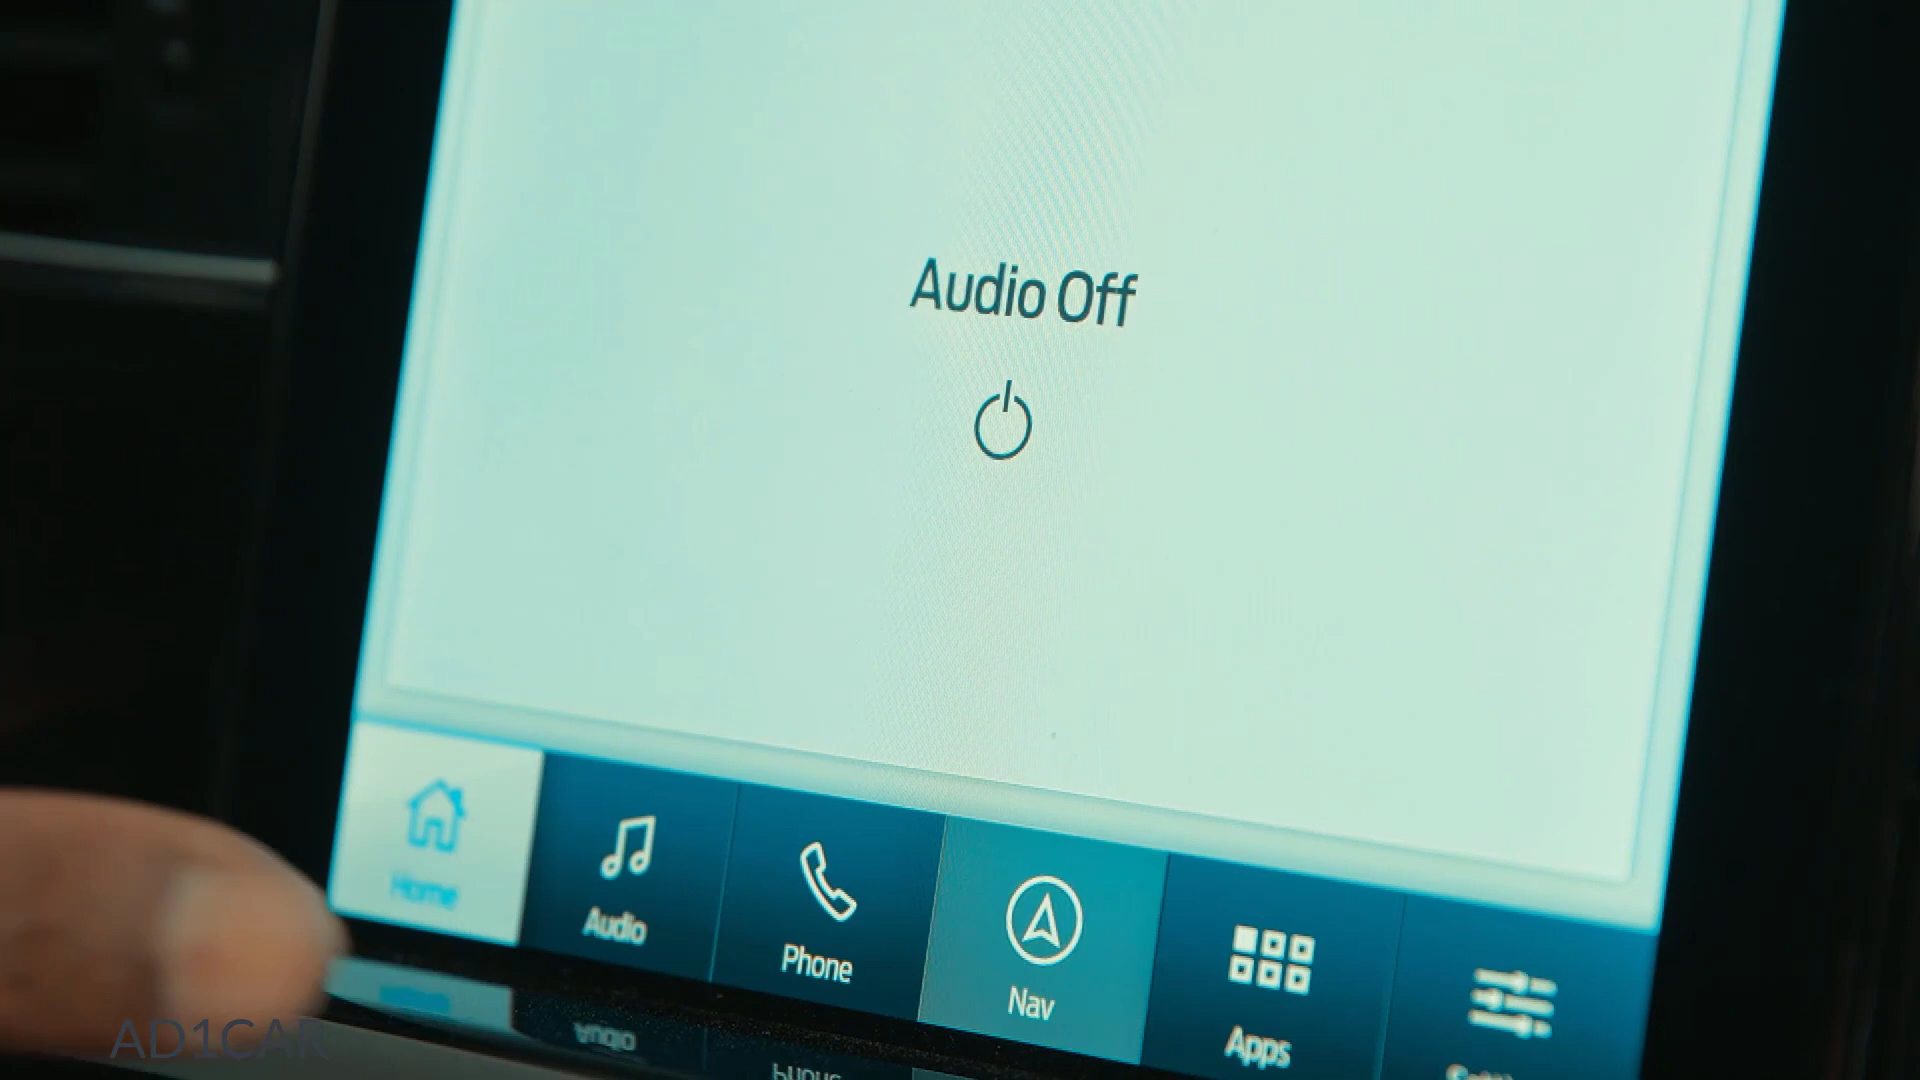 Audio Off
Home
Audio
Phone
Nav
Apps
AD1CAR